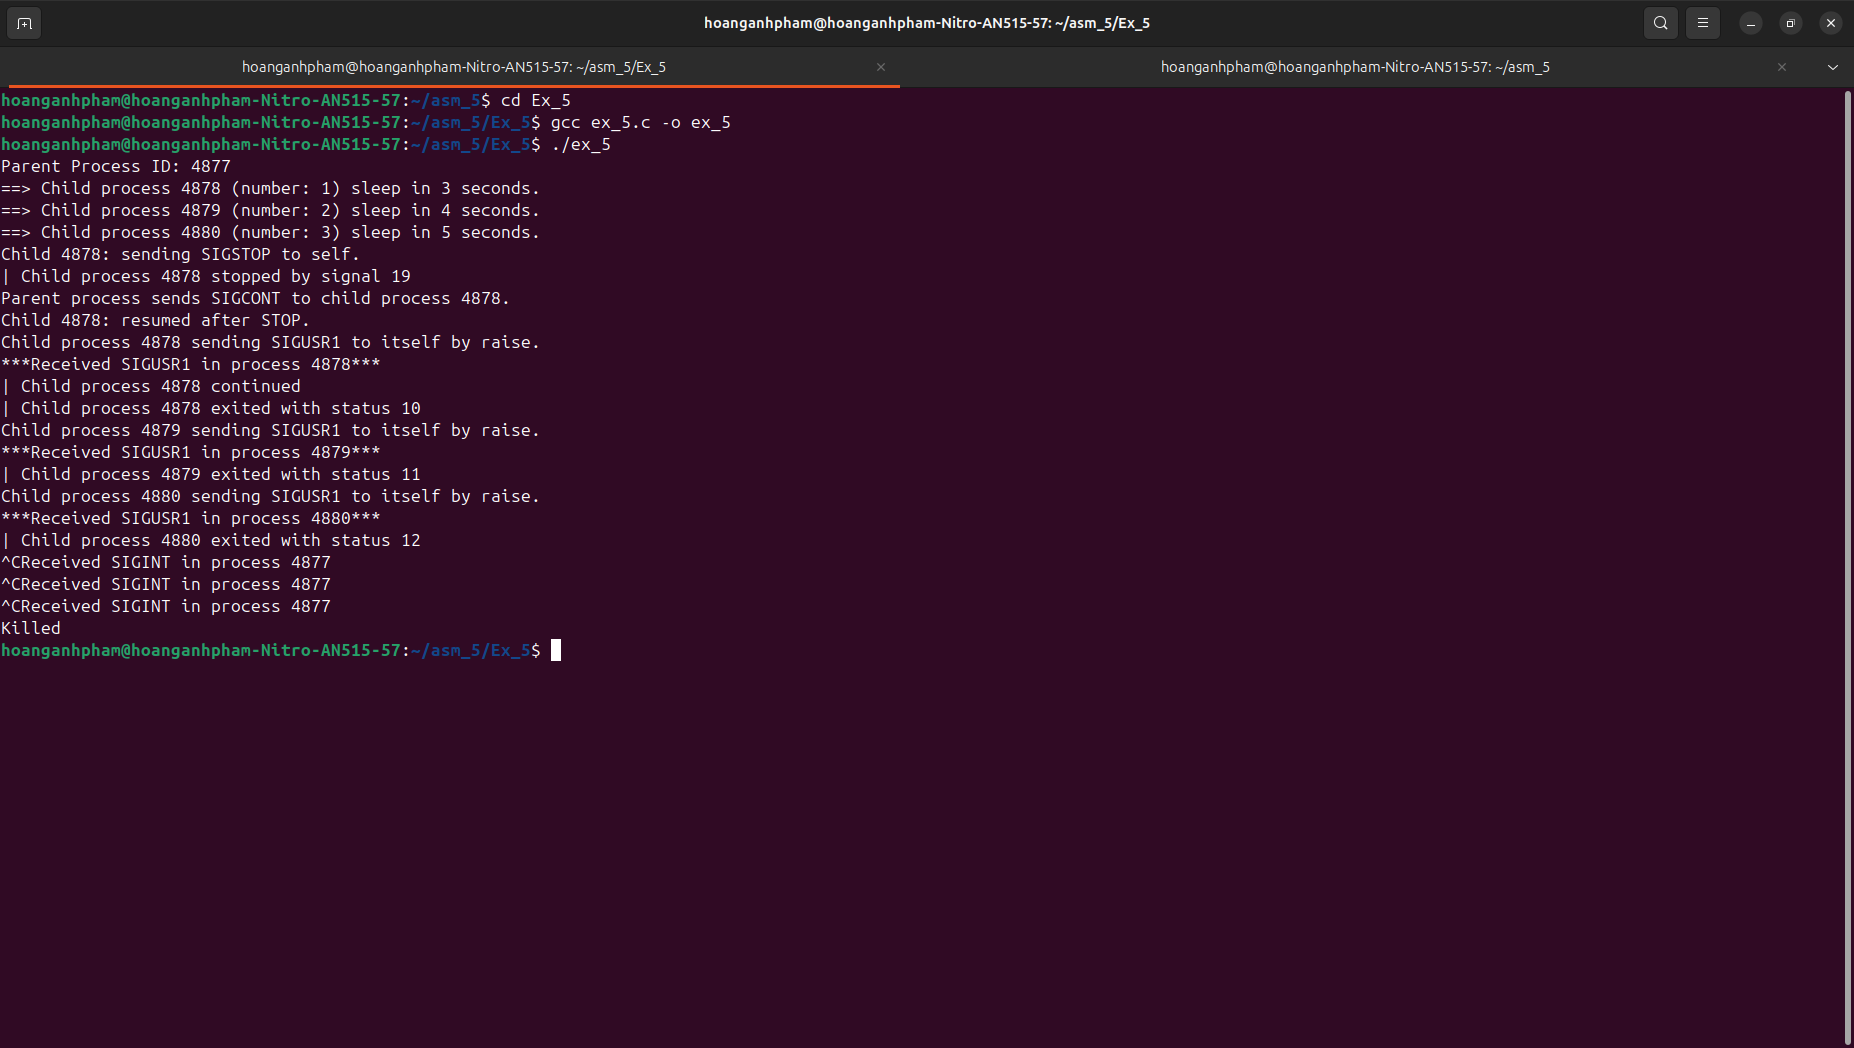 hoanganhpham@hoanganhpham-Nitro-AN515-57: ~/asm_5/Ex_5
hoanganhpham@hoanganhpham-Nitro-AN515-57: ~/asm_5/Ex_5
hoanganhpham@hoanganhpham-Nitro-AN515-57: ~/asm_5
hoanganhpham@hoanganhpham-Nitro-AN515-57:~/asm_5$ cd Ex_5
hoanganhpham@hoanganhpham-Nitro-AN515-57:~/asm_5/Ex_5$ gcc ex_5.c -o ex_5
hoanganhpham@hoanganhpham-Nitro-AN515-57:~/asm_5/Ex_5$ ./ex_5
Parent Process ID: 4877
==> Child process 4878 (number: 1) sleep in 3 seconds.
==> Child process 4879 (number: 2) sleep in 4 seconds.
==> Child process 4880 (number: 3) sleep in 5 seconds.
Child 4878: sending SIGSTOP to self.
| Child process 4878 stopped by signal 19
Parent process sends SIGCONT to child process 4878.
Child 4878: resumed after STOP.
Child process 4878 sending SIGUSR1 to itself by raise.
***Received SIGUSR1 in process 4878***
| Child process 4878 continued
| Child process 4878 exited with status 10
Child process 4879 sending SIGUSR1 to itself by raise.
***Received SIGUSR1 in process 4879***
| Child process 4879 exited with status 11
Child process 4880 sending SIGUSR1 to itself by raise.
***Received SIGUSR1 in process 4880***
| Child process 4880 exited with status 12
^CReceived SIGINT in process 4877
^CReceived SIGINT in process 4877
^CReceived SIGINT in process 4877
Killed
hoanganhpham@hoanganhpham-Nitro-AN515-57:~/asm_5/Ex_5$